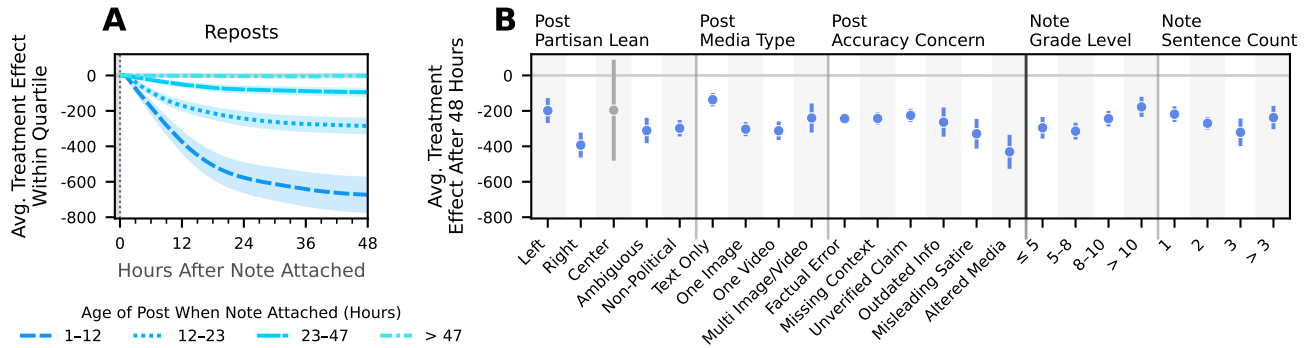 A
Reposts
Avg. Treatment Effect
Within Quartile
0
-200
-400
-600
-800
0 12 24 36 48
Hours After Note Attached
Age of Post When Note Attached (Hours)
1–12 12–23 23–47 > 47
B
Post
Partisan Lean
Post
Media Type
Post
Accuracy Concern
Note
Grade Level
Note
Sentence Count
Avg. Treatment
Effect After 48 Hours
0
-200
-400
-600
-800
Left
Right
Center
Ambiguous
Non-Political
Text Only
One Image
One Video
Multi Image/Video
Factual Error
Missing Context
Unverified Claim
Outdated Info
Misleading Satire
Altered Media
≤ 5
5–8
8–10
> 10
1
2
3
> 3